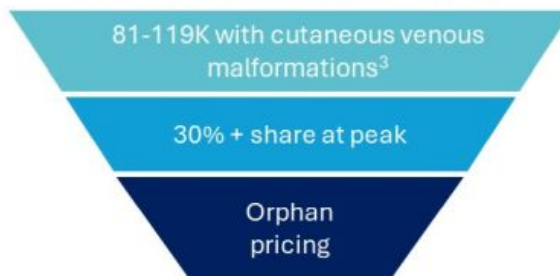 81-119K with cutaneous venous
malformations³
30% + share at peak
Orphan
pricing